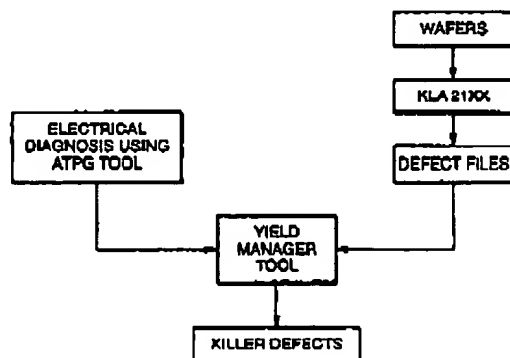 WAFERS
KLA 21XX
ELECTRICAL
DIAGNOSIS USING
ATPG TOOL
DEFECT FILES
YIELD
MANAGER
TOOL
KILLER DEFECTS